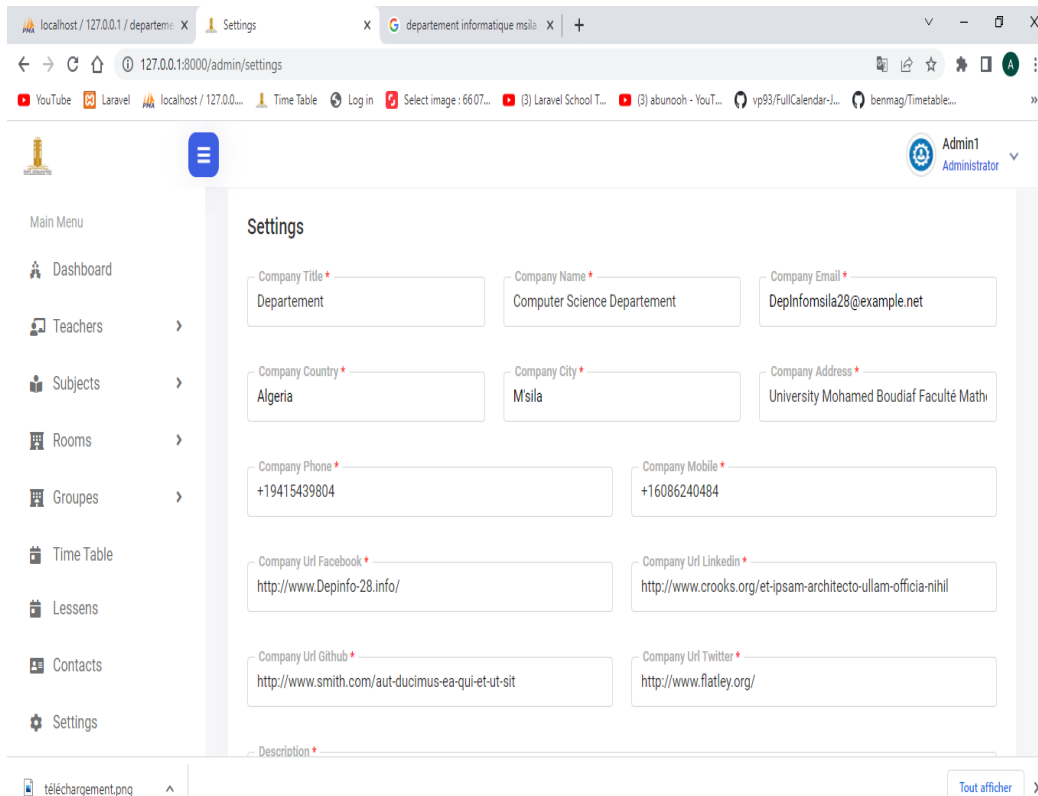 localhost / 127.0.0.1 / departeme
Settings
departement informatique msila
127.0.0.1:8000/admin/settings
YouTube Laravel localhost / 127.0.0.... Time Table Log in Select image : 66 07... (3) Laravel School T... (3) abunooh - YouT... vp93/FullCalendar-J... benmag/Timetable:... »
A
Admin1
Administrator
Main Menu
Dashboard
Teachers
Subjects
Rooms
Groupes
Time Table
Lessens
Contacts
Settings
Settings
Company Title * Company Name * Company Email *
Departement Computer Science Departement DepInfomsila28@example.net
Company Country * Company City * Company Address *
Algeria M'sila University Mohamed Boudiaf Faculté Mathe
Company Phone * Company Mobile *
+19415439804 +16086240484
Company Url Facebook * Company Url Linkedin *
http://www.Depinfo-28.info/ http://www.crooks.org/et-ipsam-architecto-ullam-officia-nihil
Company Url Github * Company Url Twitter *
http://www.smith.com/aut-ducimus-ea-qui-et-ut-sit http://www.flatley.org/
Description *
téléchargement.png Tout afficher